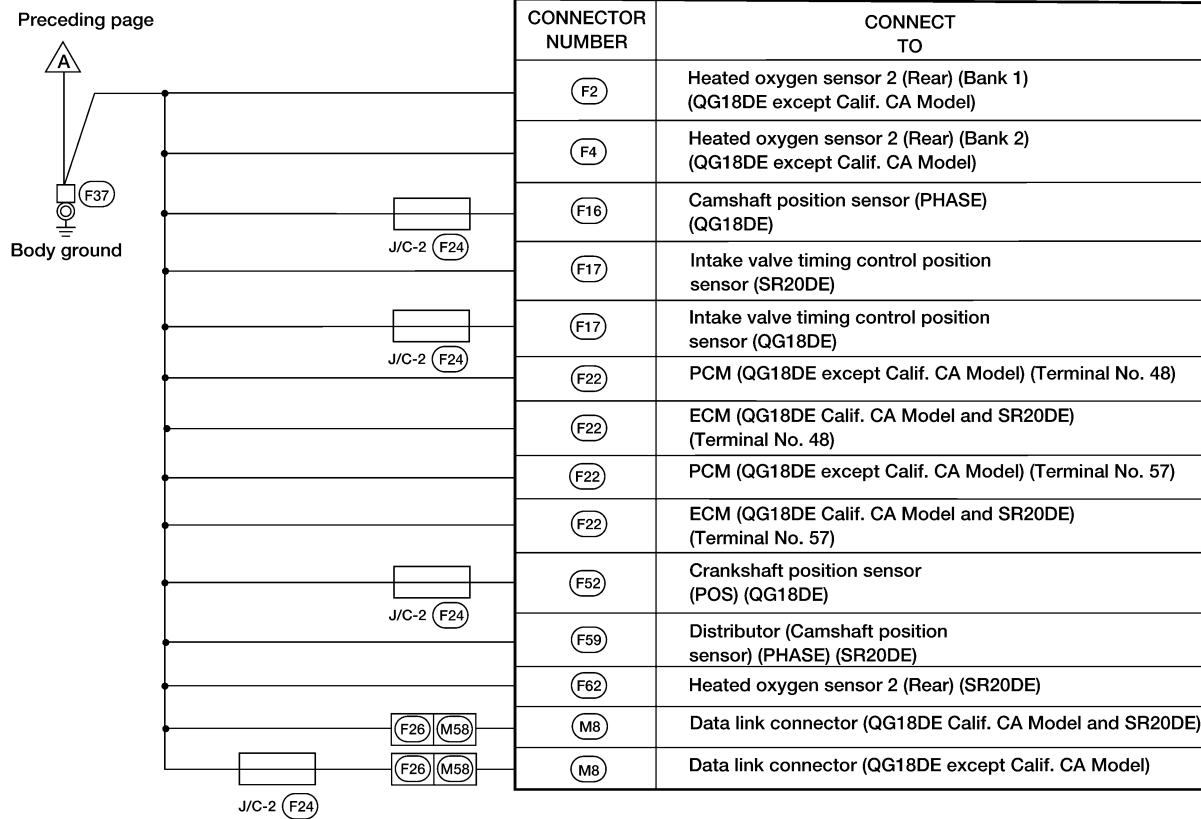 Preceding page
A
F37
Body ground
CONNECTOR
NUMBER
CONNECT
TO
F2
Heated oxygen sensor 2 (Rear) (Bank 1)
(QG18DE except Calif. CA Model)
F4
Heated oxygen sensor 2 (Rear) (Bank 2)
(QG18DE except Calif. CA Model)
J/C-2 F24
F16
Camshaft position sensor (PHASE)
(QG18DE)
F17
Intake valve timing control position
sensor (SR20DE)
J/C-2 F24
F17
Intake valve timing control position
sensor (QG18DE)
F22
PCM (QG18DE except Calif. CA Model) (Terminal No. 48)
F22
ECM (QG18DE Calif. CA Model and SR20DE)
(Terminal No. 48)
F22
PCM (QG18DE except Calif. CA Model) (Terminal No. 57)
F22
ECM (QG18DE Calif. CA Model and SR20DE)
(Terminal No. 57)
J/C-2 F24
F52
Crankshaft position sensor
(POS) (QG18DE)
F59
Distributor (Camshaft position
sensor) (PHASE) (SR20DE)
F62
Heated oxygen sensor 2 (Rear) (SR20DE)
F26 M58
M8
Data link connector (QG18DE Calif. CA Model and SR20DE)
J/C-2 F24
F26 M58
M8
Data link connector (QG18DE except Calif. CA Model)